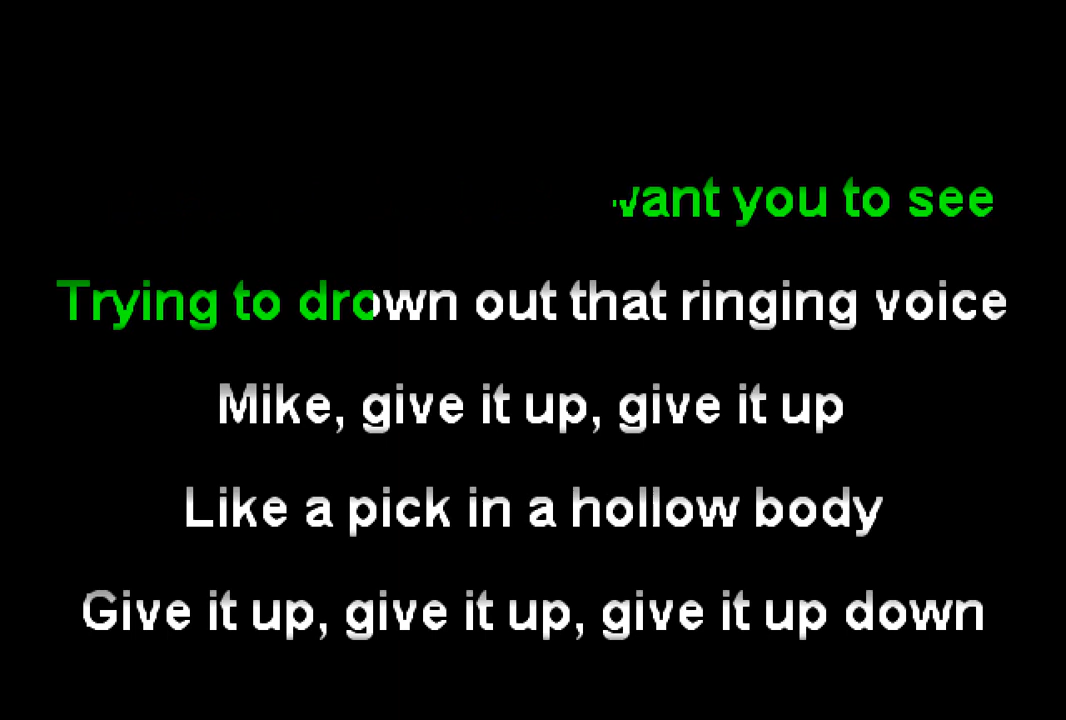 want you to see
Trying to drown out that ringing voice
Mike, give it up, give it up
Like a pick in a hollow body
Give it up, give it up, give it up down